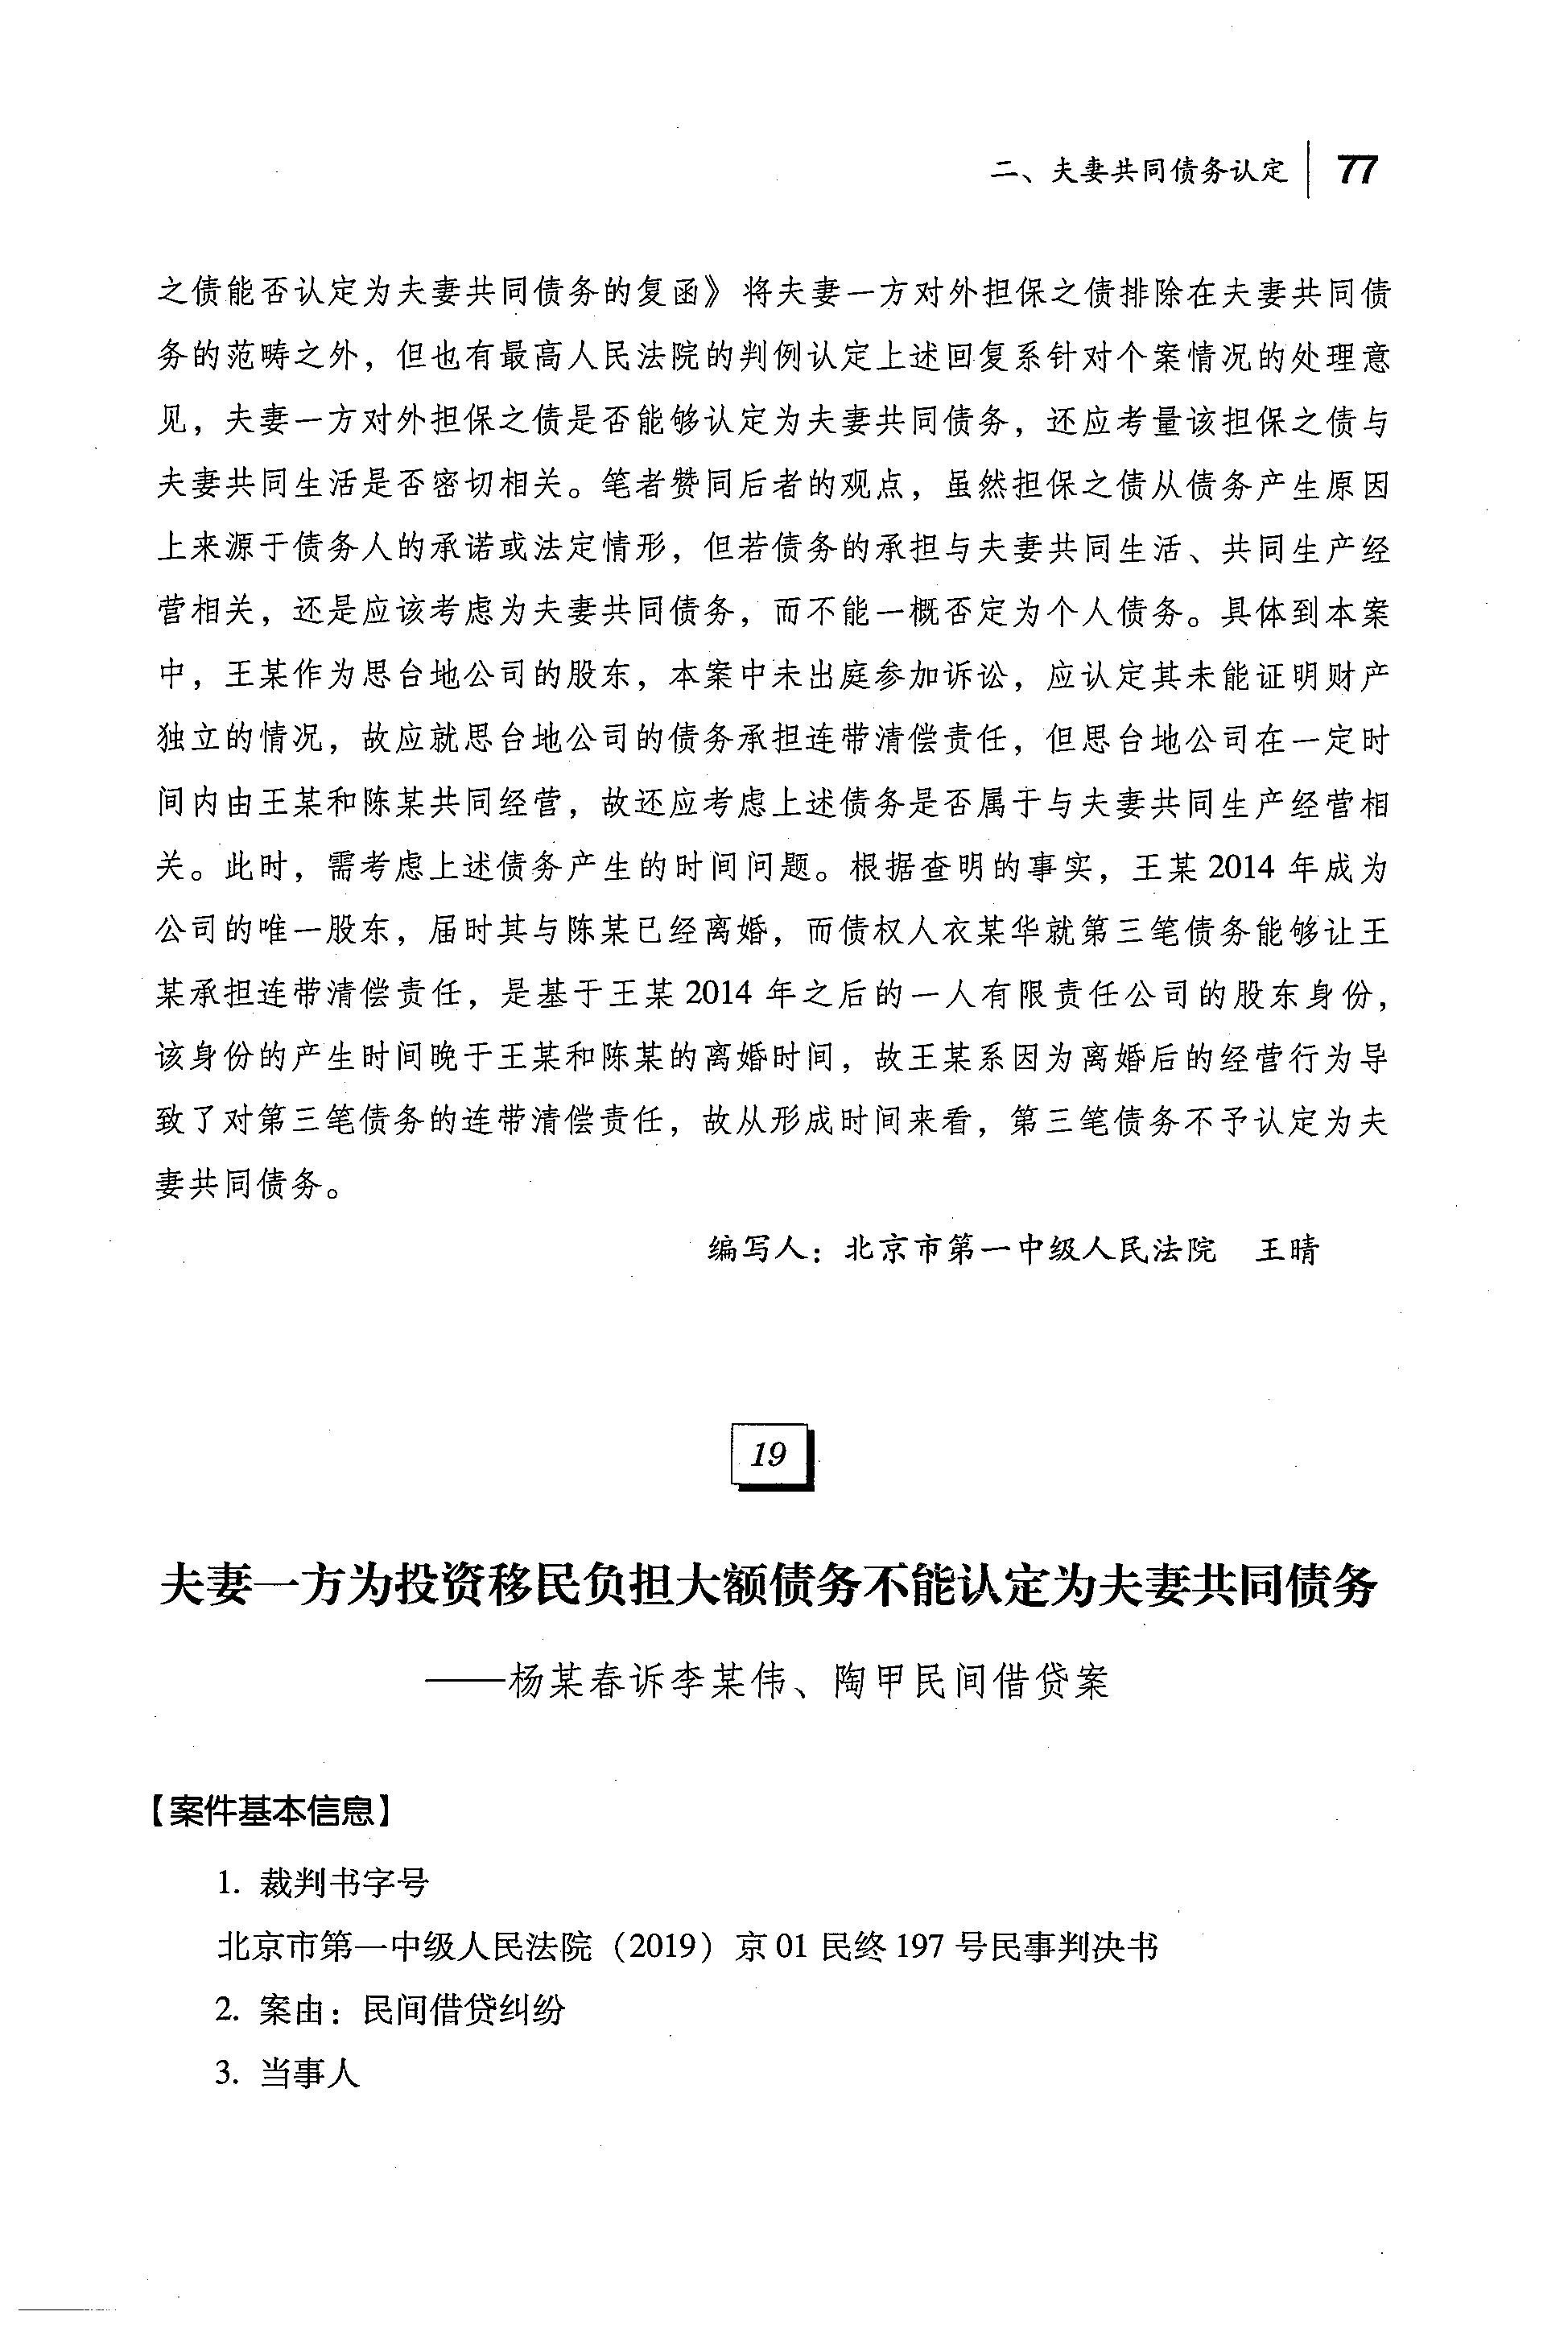 二、夫妻共同债务认定 77
之债能否认定为夫妻共同债务的复函》将夫妻一方对外担保之债排除在夫妻共同债
务的范畴之外，但也有最高人民法院的判例认定上述回复系针对个案情况的处理意
见，夫妻一方对外担保之债是否能够认定为夫妻共同债务，还应考量该担保之债与
夫妻共同生活是否密切相关。笔者赞同后者的观点，虽然担保之债从债务产生原因
上来源于债务人的承诺或法定情形，但若债务的承担与夫妻共同生活、共同生产经
营相关，还是应该考虑为夫妻共同债务，而不能一概否定为个人债务。具体到本案
中，王某作为思台地公司的股东，本案中未出庭参加诉讼，应认定其未能证明财产
独立的情况，故应就思台地公司的债务承担连带清偿责任，但思台地公司在一定时
间内由王某和陈某共同经营，故还应考虑上述债务是否属于与夫妻共同生产经营相
关。此时，需考虑上述债务产生的时间问题。根据查明的事实，王某 2014 年成为
公司的唯一股东，届时其与陈某已经离婚，而债权人衣某华就第三笔债务能够让王
某承担连带清偿责任，是基于王某 2014 年之后的一人有限责任公司的股东身份，
该身份的产生时间晚于王某和陈某的离婚时间，故王某系因为离婚后的经营行为导
致了对第三笔债务的连带清偿责任，故从形成时间来看，第三笔债务不予认定为夫
妻共同债务。
编写人：北京市第一中级人民法院 王晴
19
夫妻一方为投资移民负担大额债务不能认定为夫妻共同债务
——杨某春诉李某伟、陶甲民间借贷案
【案件基本信息】
1. 裁判书字号
北京市第一中级人民法院（2019）京 01 民终 197 号民事判决书
2. 案由：民间借贷纠纷
3. 当事人